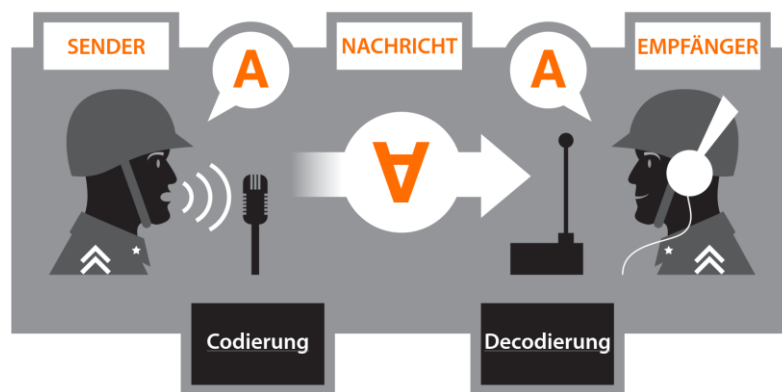 SENDER
A
NACHRICHT
A
EMPFÄNGER
∀
Codierung
Decodierung